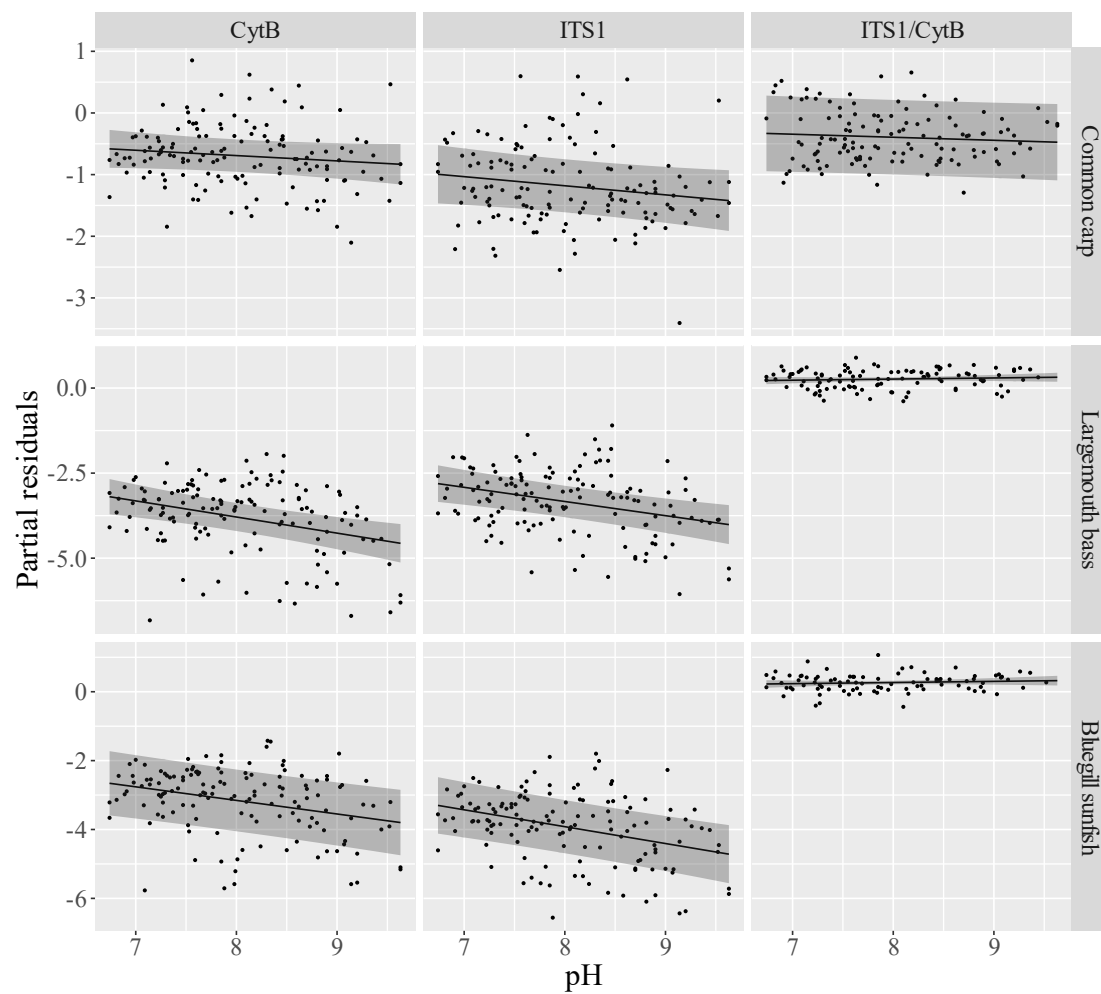 CytB ITS1 ITS1/CytB
1
0
-1
-2
-3
Common carp
0.0
-2.5
-5.0
Largemouth bass
0
-2
-4
-6
Bluegill sunfish
Partial residuals
7 8 9 7 8 9 7 8 9
pH